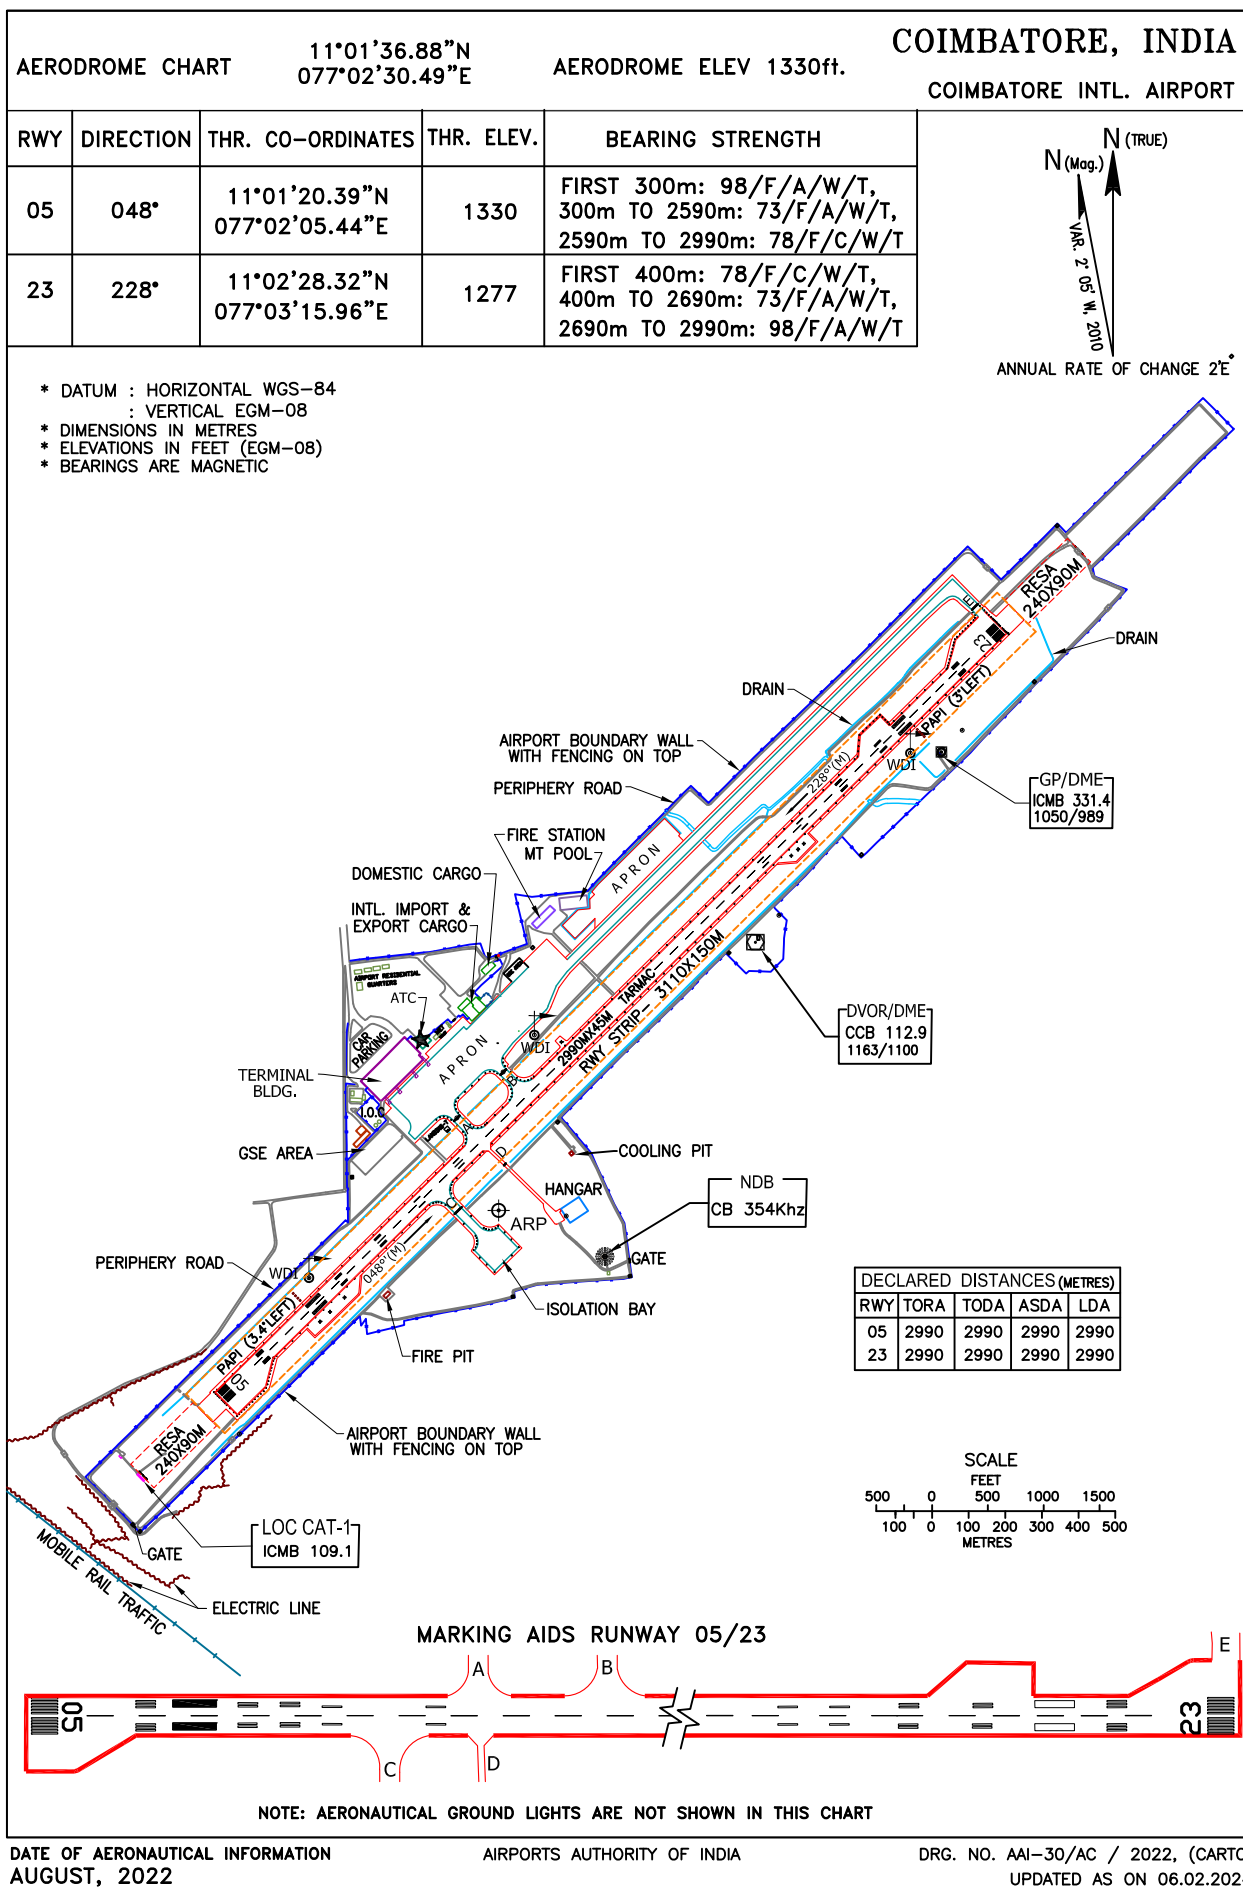 COIMBATORE, INDIA
AERODROME CHART
11°01'36.88"N
077°02'30.49"E
AERODROME ELEV 1330ft.
COIMBATORE INTL. AIRPORT
RWY DIRECTION THR. CO-ORDINATES THR. ELEV. BEARING STRENGTH
05 048° 11°01'20.39"N 077°02'05.44"E 1330
FIRST 300m: 98/F/A/W/T,
300m TO 2590m: 73/F/A/W/T,
2590m TO 2990m: 78/F/C/W/T
23 228° 11°02'28.32"N 077°03'15.96"E 1277
FIRST 400m: 78/F/C/W/T,
400m TO 2690m: 73/F/A/W/T,
2690m TO 2990m: 98/F/A/W/T
N (TRUE)
N (Mag.)
VAR. 2° 05' W, 2010
ANNUAL RATE OF CHANGE 2'E
* DATUM : HORIZONTAL WGS-84
: VERTICAL EGM-08
* DIMENSIONS IN METRES
* ELEVATIONS IN FEET (EGM-08)
* BEARINGS ARE MAGNETIC
RESA
240X90M
E
23
DRAIN
DRAIN
PAPI (3°LEFT)
AIRPORT BOUNDARY WALL
WITH FENCING ON TOP
WDI
228°(M)
PERIPHERY ROAD
GP/DME
ICMB 331.4
1050/989
FIRE STATION
MT POOL
APRON
DOMESTIC CARGO
INTL. IMPORT &
EXPORT CARGO
AIRPORT RESIDENTIAL
QUARTERS
ATC
TARMAC
2990MX45M
RWY STRIP- 3110X150M
DVOR/DME
CCB 112.9
1163/1100
CAR
PARKING
APRON
WDI
TERMINAL
BLDG.
B
I.O.C
A
GSE AREA
D
COOLING PIT
HANGAR
NDB
CB 354Khz
C
ARP
GATE
PERIPHERY ROAD
WDI
048°(M)
ISOLATION BAY
PAPI (3.4°LEFT)
FIRE PIT
05
DECLARED DISTANCES (METRES)
RWY TORA TODA ASDA LDA
05 2990 2990 2990 2990
23 2990 2990 2990 2990
RESA
240X90M
AIRPORT BOUNDARY WALL
WITH FENCING ON TOP
LOC CAT-1
ICMB 109.1
GATE
MOBILE RAIL TRAFFIC
ELECTRIC LINE
SCALE
FEET
500 0 500 1000 1500
100 0 100 200 300 400 500
METRES
MARKING AIDS RUNWAY 05/23
A B E
05 23
C D
NOTE: AERONAUTICAL GROUND LIGHTS ARE NOT SHOWN IN THIS CHART
DATE OF AERONAUTICAL INFORMATION
AUGUST, 2022
AIRPORTS AUTHORITY OF INDIA
DRG. NO. AAI-30/AC / 2022, (CARTO
UPDATED AS ON 06.02.202